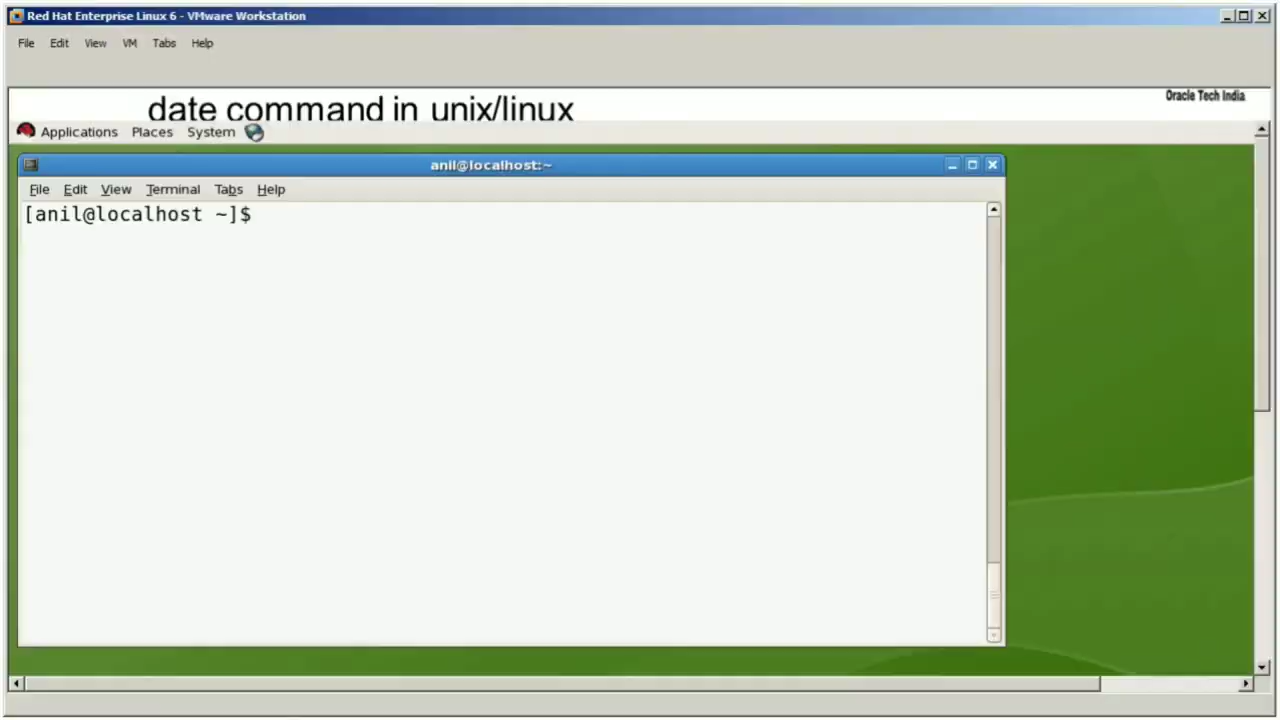 Red Hat Enterprise Linux 6 - VMware Workstation
File Edit View VM Tabs Help
date command in unix/linux
Oracle Tech India
Applications Places System
anil@localhost:~
File Edit View Terminal Tabs Help
[anil@localhost ~]$